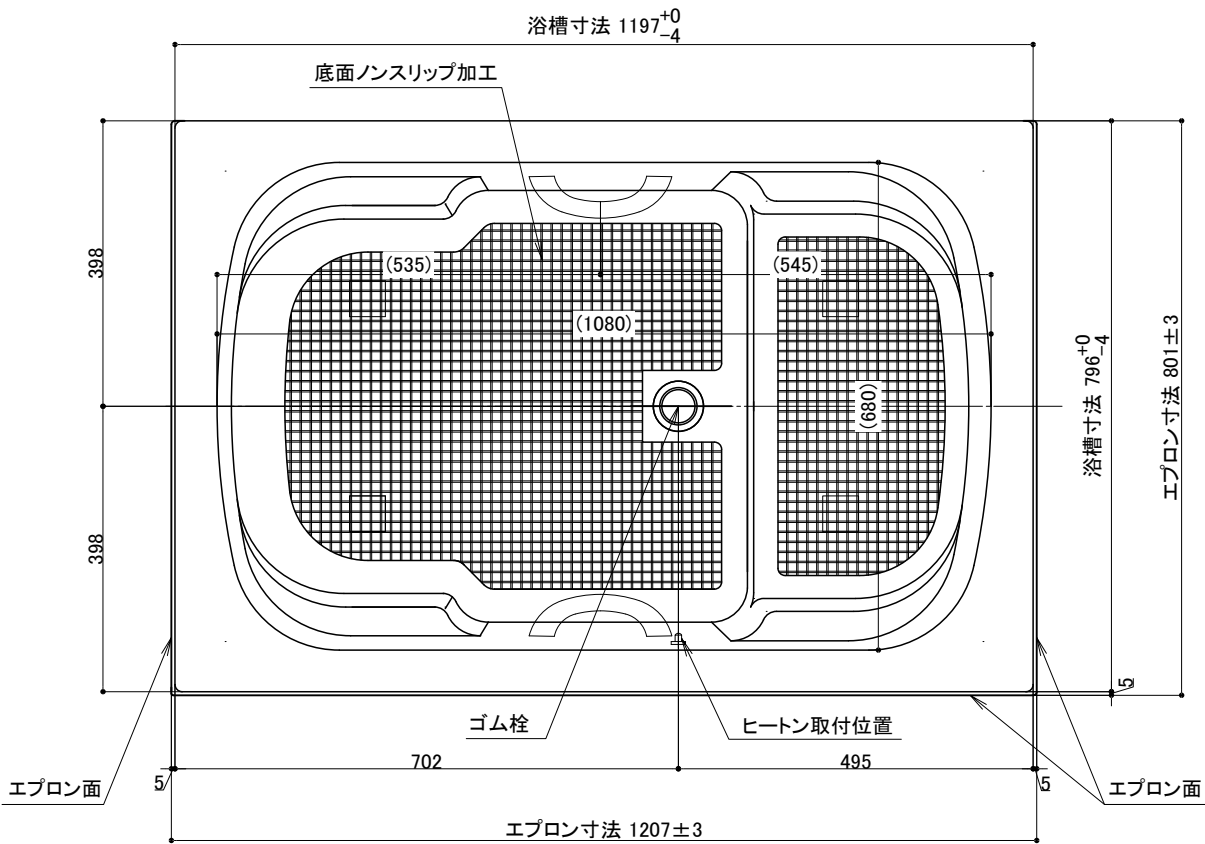 浴槽寸法 1197+0 -4
底面ノンスリップ加工
398
(535)
(545)
(1080)
(680)
浴槽寸法 796+0 -4
エプロン寸法 801±3
398
5
ゴム栓
ヒートン取付位置
702
495
エプロン面
5
5
エプロン面
エプロン寸法 1207±3